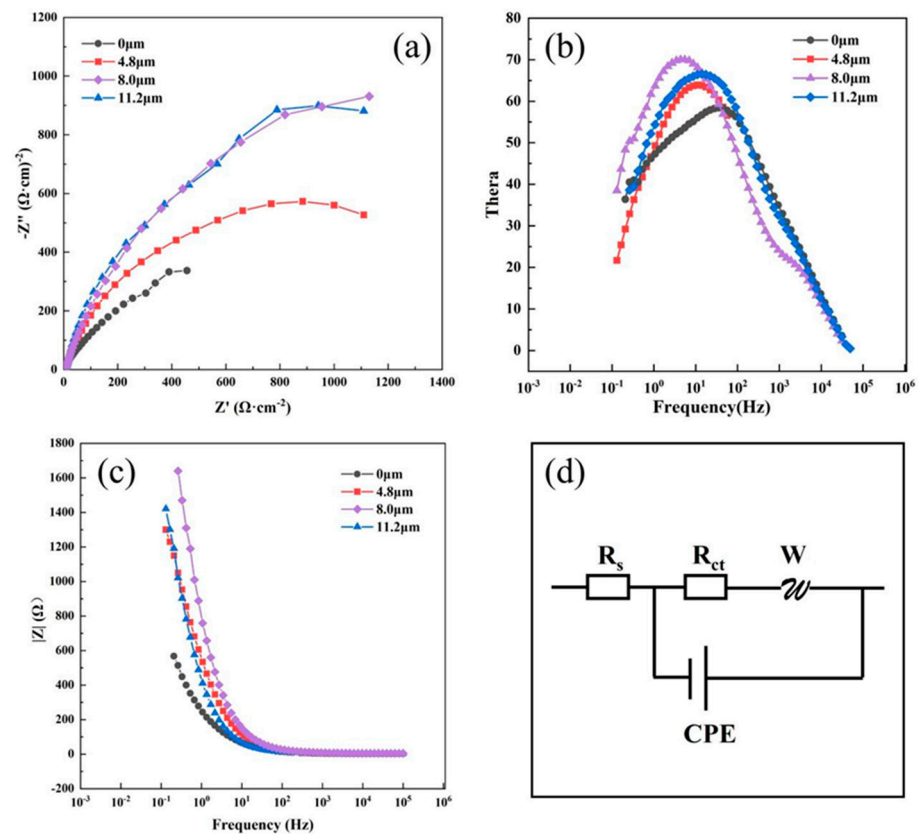 (a)
0μm
4.8μm
8.0μm
11.2μm
-Z'' (Ω·cm)⁻²)
1200
1000
800
600
400
200
0
0 200 400 600 800 1000 1200 1400
Z' (Ω·cm⁻²)
(b)
0μm
4.8μm
8.0μm
11.2μm
Thera
80
70
60
50
40
30
20
10
0
10⁻³ 10⁻² 10⁻¹ 10⁰ 10¹ 10² 10³ 10⁴ 10⁵ 10⁶
Frequency(Hz)
(c)
0μm
4.8μm
8.0μm
11.2μm
|Z| (Ω)
1800
1600
1400
1200
1000
800
600
400
200
0
-200
10⁻³ 10⁻² 10⁻¹ 10⁰ 10¹ 10² 10³ 10⁴ 10⁵ 10⁶
Frequency (Hz)
(d)
Rs
Rct
W
W
CPE